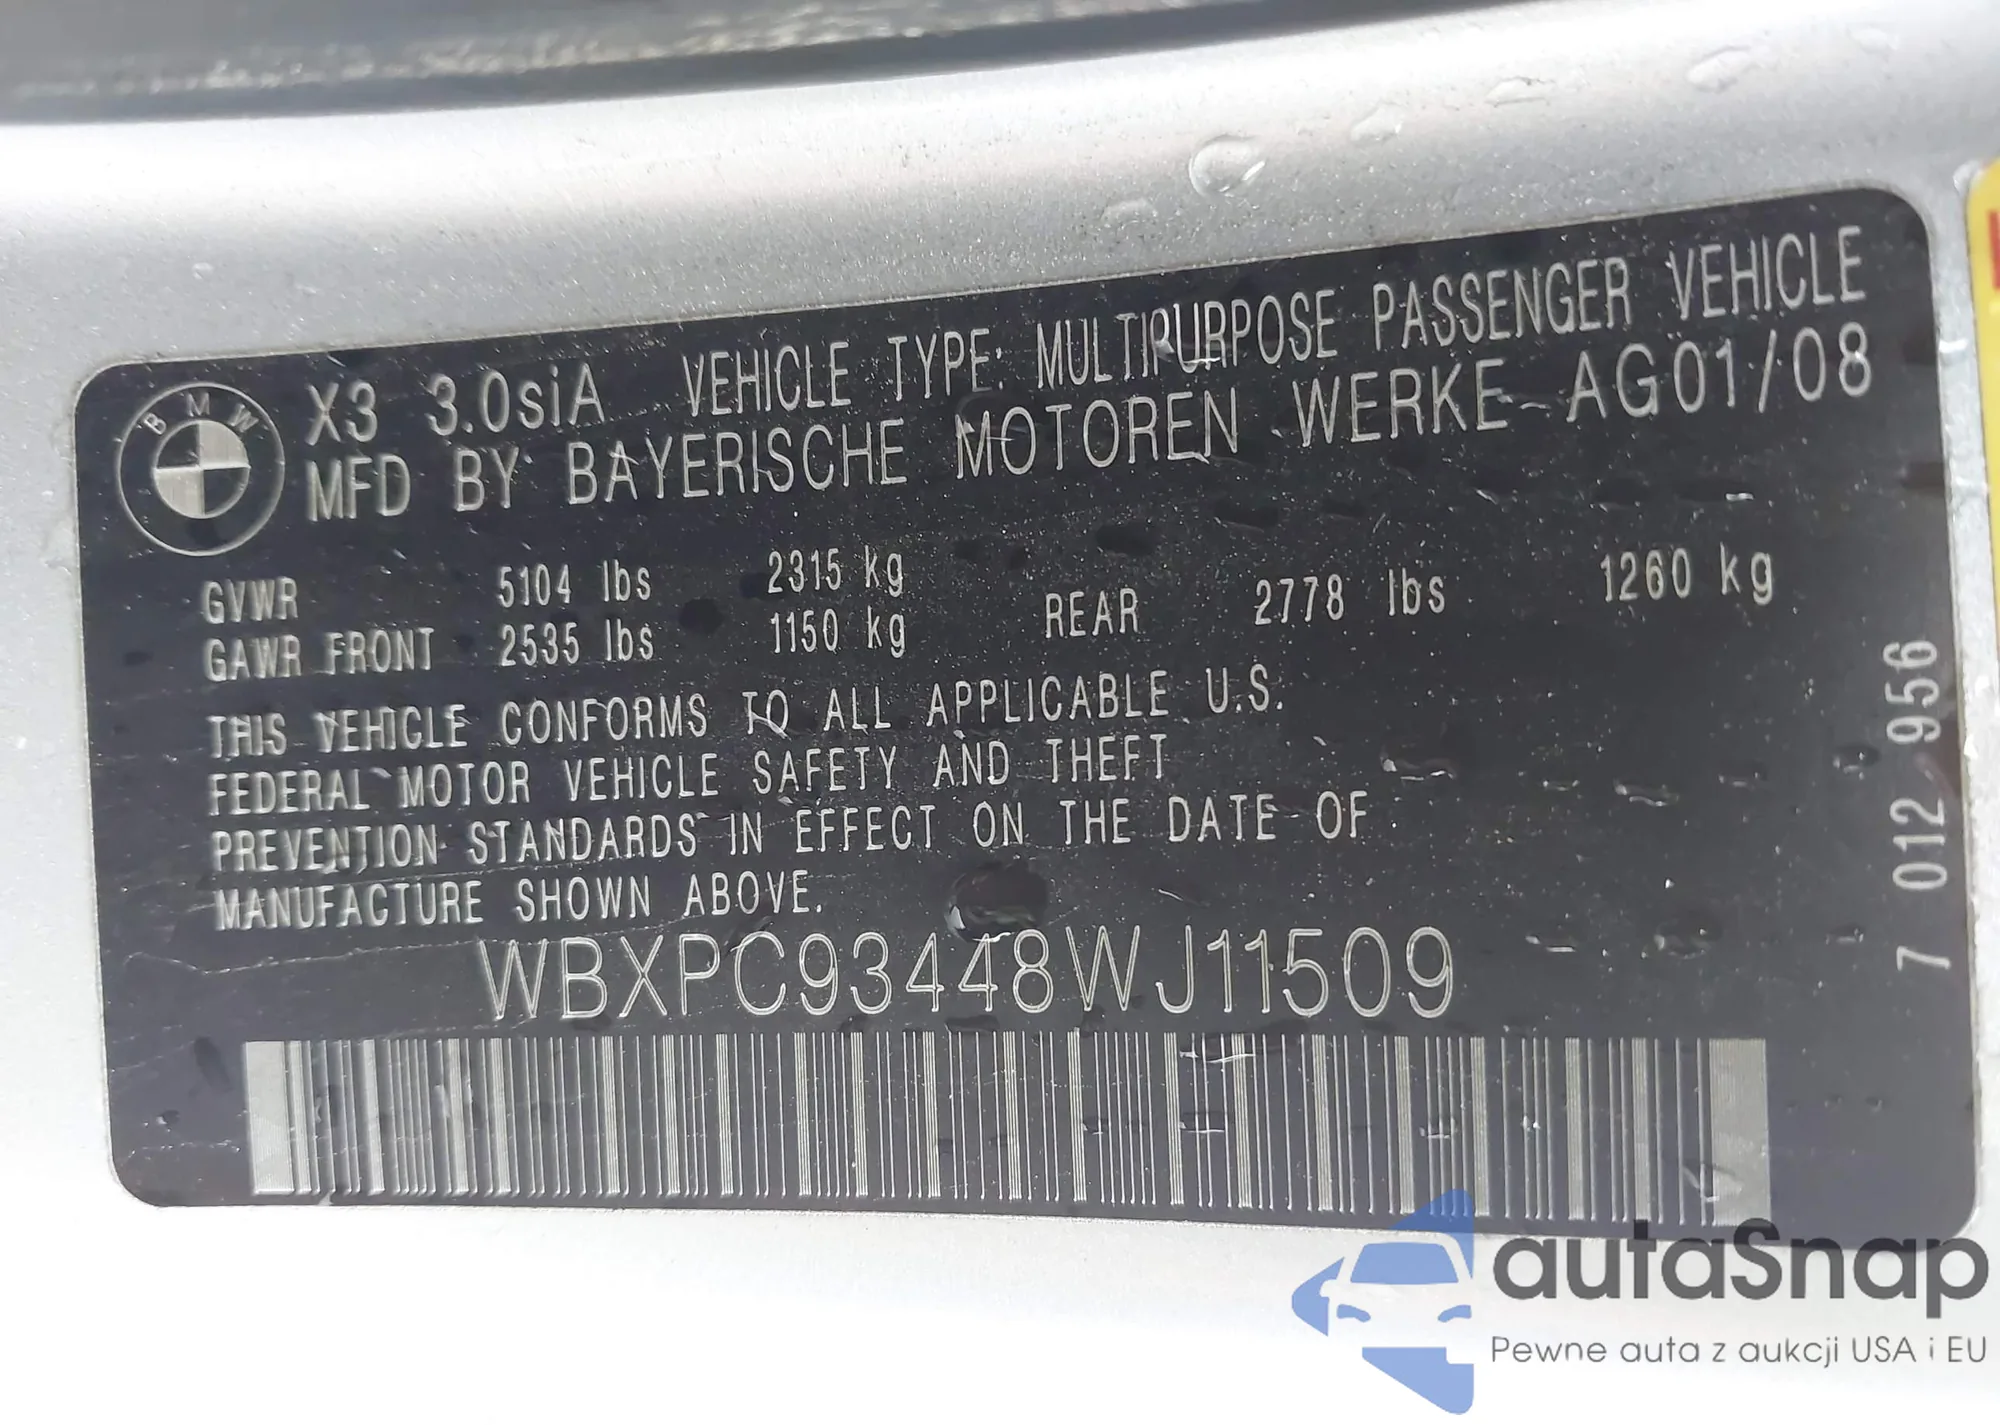 BMW
X3 3.0siA VEHICLE TYPE: MULTIPURPOSE PASSENGER VEHICLE
MFD BY BAYERISCHE MOTOREN WERKE AG01/08
GVWR 5104 lbs 2315 kg
GAWR FRONT 2535 lbs 1150 kg REAR 2778 lbs 1260 kg
THIS VEHICLE CONFORMS TO ALL APPLICABLE U.S.
FEDERAL MOTOR VEHICLE SAFETY AND THEFT
PREVENTION STANDARDS IN EFFECT ON THE DATE OF
MANUFACTURE SHOWN ABOVE.
WBXPC93448WJ11509
7 012 956
autaSnap
Pewne auta z aukcji USA i EU